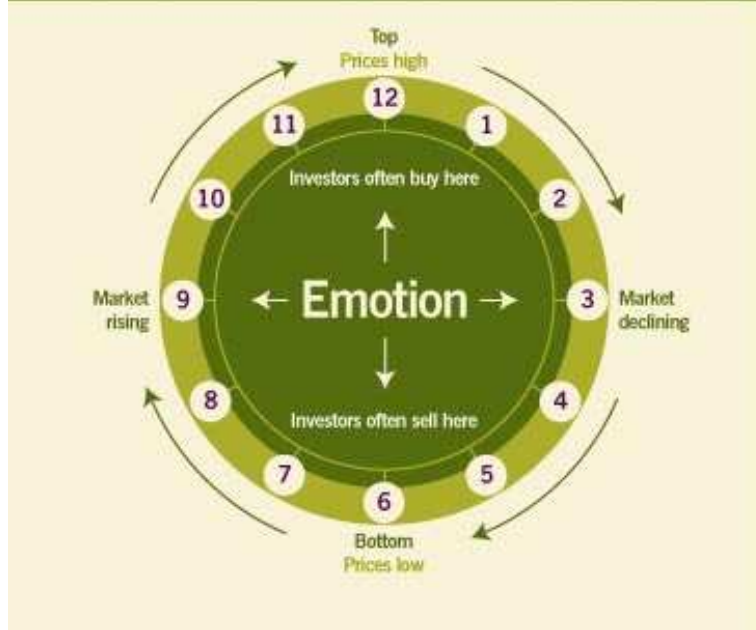 Top
Prices high
12
11
1
Investors often buy here
10
2
Market
rising
9
Emotion
3
Market
declining
8
4
Investors often sell here
7
5
6
Bottom
Prices low